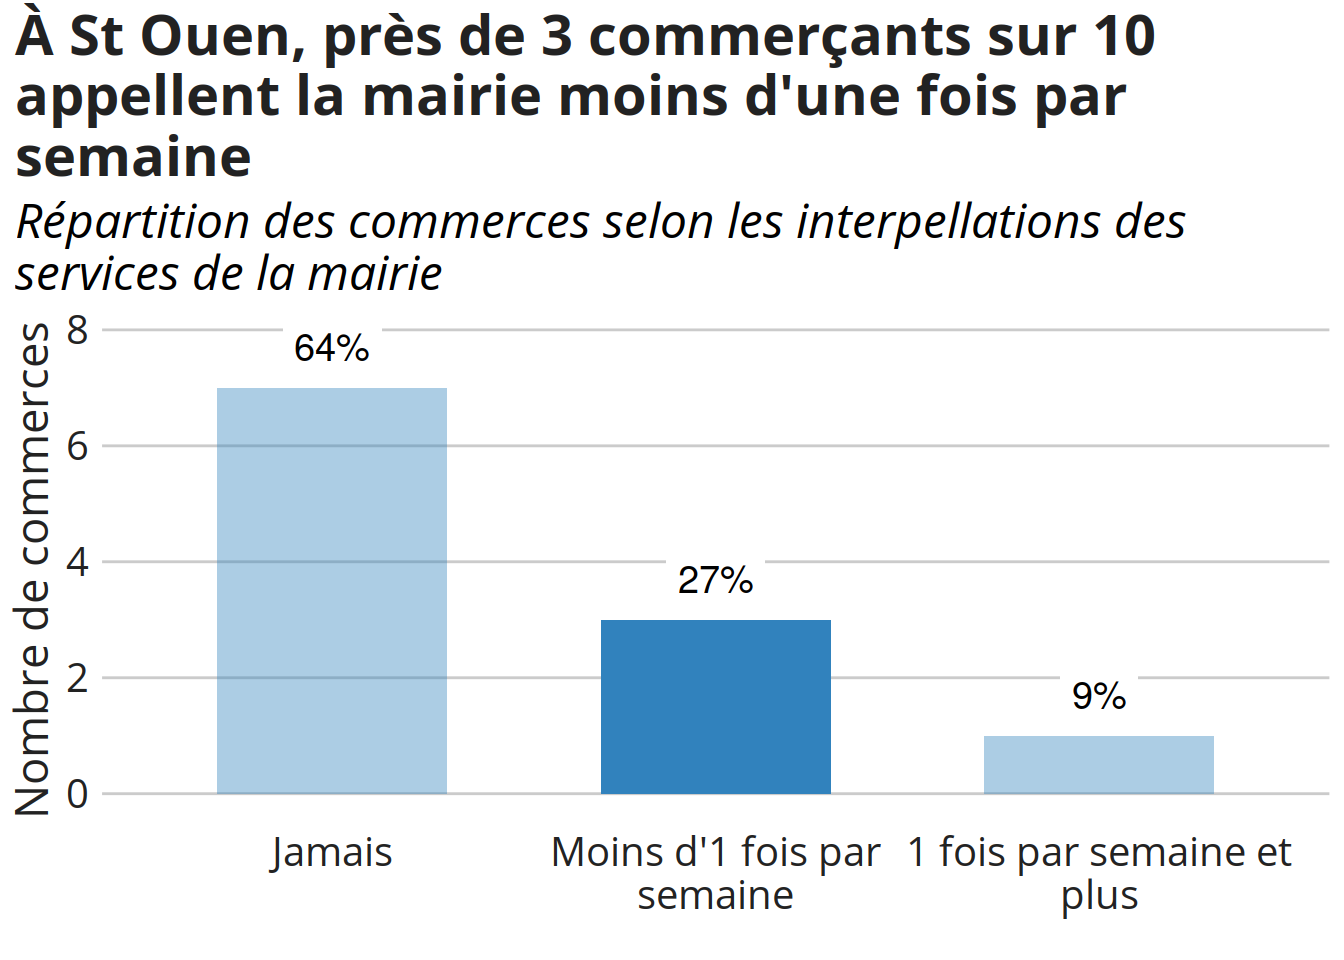 À St Ouen, près de 3 commerçants sur 10
appellent la mairie moins d'une fois par
semaine
Répartition des commerces selon les interpellations des
services de la mairie
Nombre de commerces
8
6
4
2
0
64%
27%
9%
Jamais
Moins d'1 fois par
semaine
1 fois par semaine et
plus